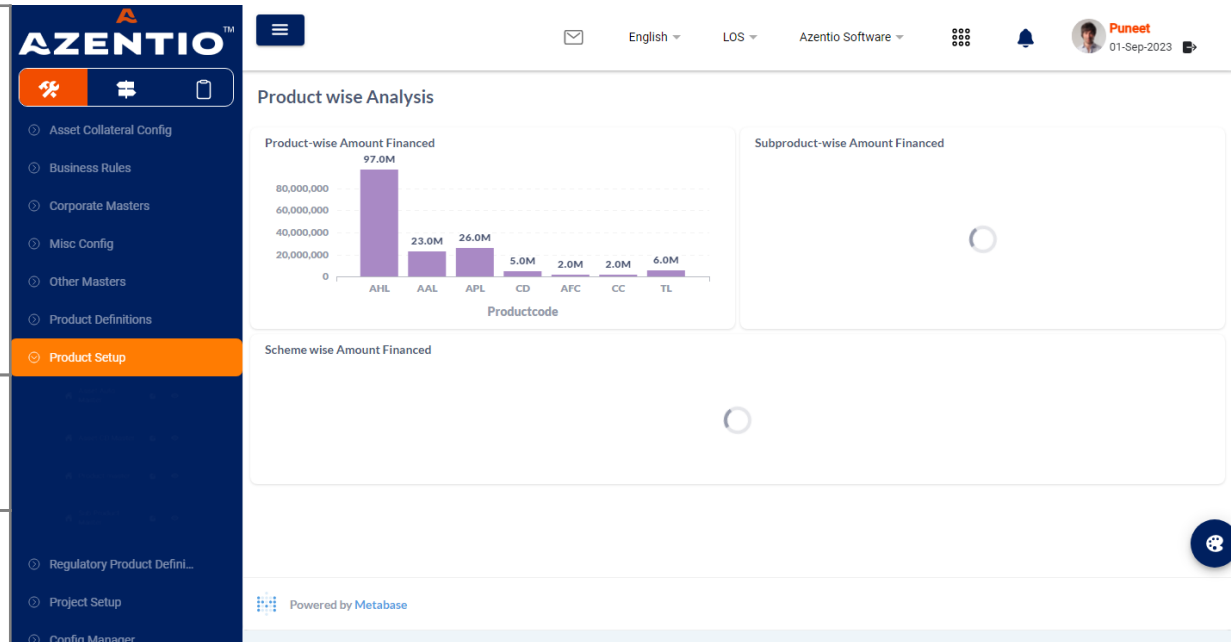 AZENTIO™
English
LOS
Azentio Software
Puneet
01-Sep-2023
Asset Collateral Config
Business Rules
Corporate Masters
Misc Config
Other Masters
Product Definitions
Product Setup
Regulatory Product Defini...
Project Setup
Config Manager
Product wise Analysis
Product-wise Amount Financed
97.0M
80,000,000
60,000,000
40,000,000
20,000,000
0
23.0M
26.0M
5.0M
2.0M
2.0M
6.0M
AHL AAL APL CD AFC CC TL
Productcode
Subproduct-wise Amount Financed
Scheme wise Amount Financed
Powered by Metabase